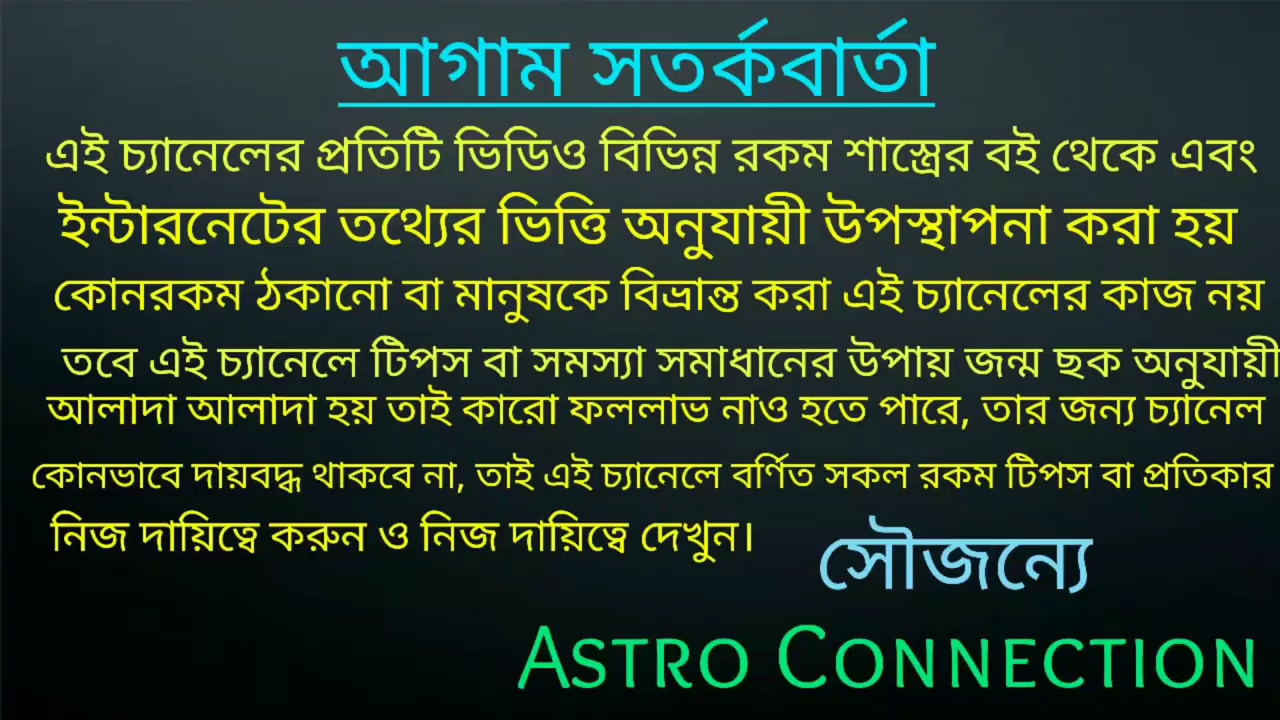 আগাম সতর্কবার্তা
এই চ্যানেলের প্রতিটি ভিডিও বিভিন্ন রকম শাস্ত্রের বই থেকে এবং
ইন্টারনেটের তথ্যের ভিত্তি অনুযায়ী উপস্থাপনা করা হয়
কোনরকম ঠকানো বা মানুষকে বিভ্রান্ত করা এই চ্যানেলের কাজ নয়
তবে এই চ্যানেলে টিপস বা সমস্যা সমাধানের উপায় জন্ম ছক অনুযায়ী
আলাদা আলাদা হয় তাই কারো ফললাভ নাও হতে পারে, তার জন্য চ্যানেল
কোনভাবে দায়বদ্ধ থাকবে না, তাই এই চ্যানেলে বর্ণিত সকল রকম টিপস বা প্রতিকার
নিজ দায়িত্বে করুন ও নিজ দায়িত্বে দেখুন।
সৌজন্যে
ASTRO CONNECTION